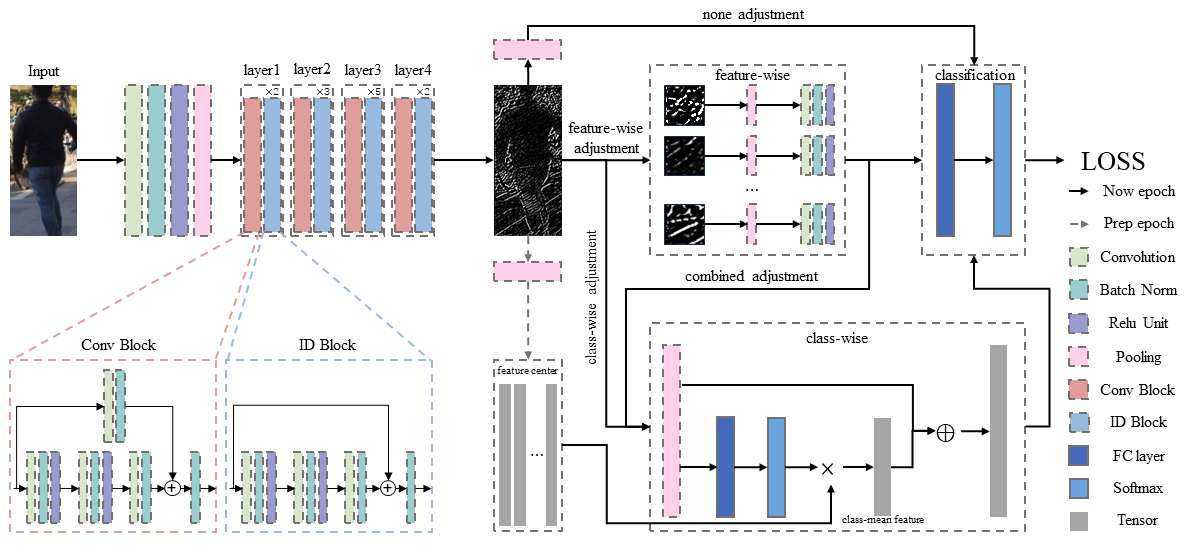 none adjustment
Input
layer1
layer2
layer3
layer4
×2
×3
×5
×2
feature-wise
adjustment
feature-wise
...
classification
LOSS
Now epoch
Prep epoch
Convolution
Batch Norm
Relu Unit
Pooling
Conv Block
ID Block
FC layer
Softmax
Tensor
combined adjustment
class-wise adjustment
Conv Block
ID Block
feature center
...
class-wise
×
class-mean feature